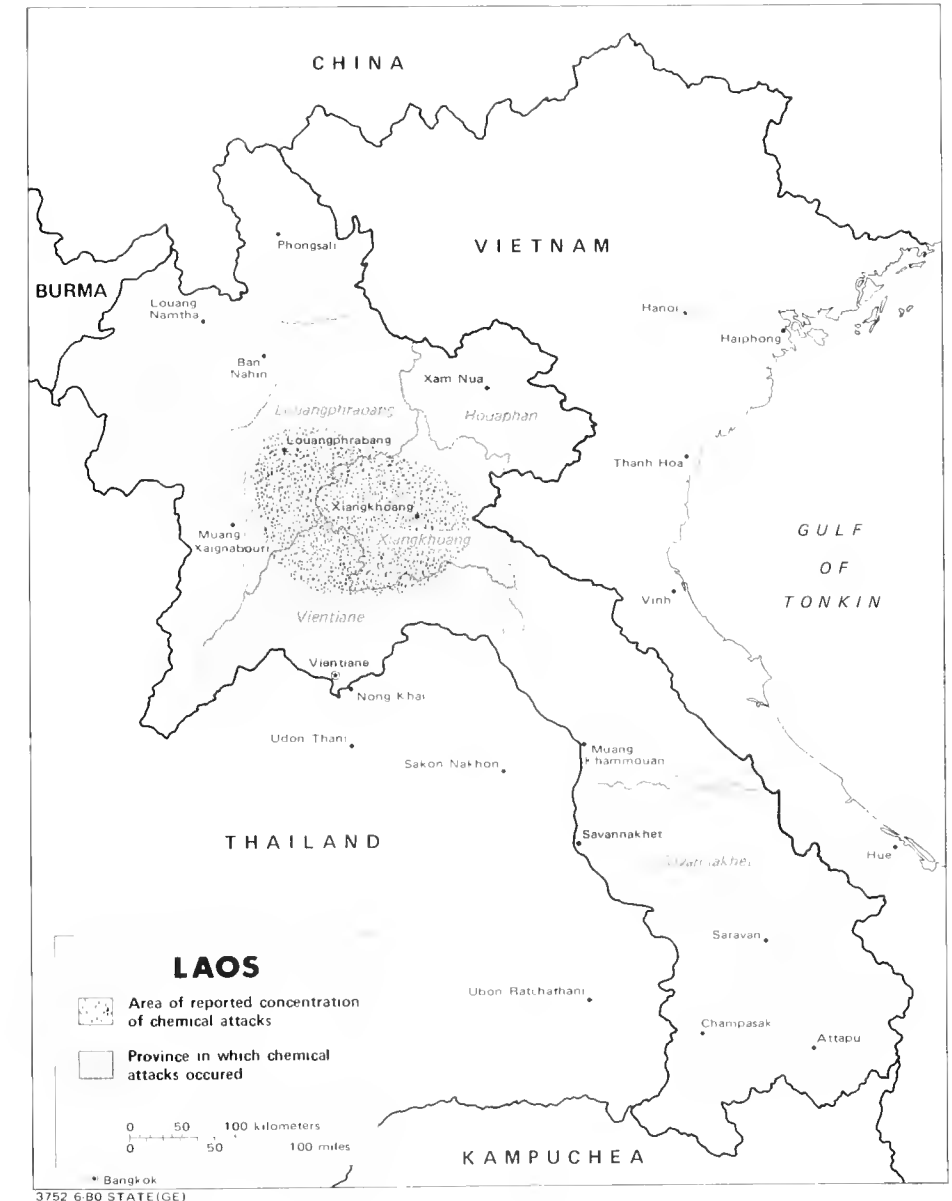 CHINA
VIETNAM
BURMA
Phongsali
Louang
Namtha
Hanoi
Haiphong
Ban
Nahin
Xam Nua
Houaphan
Louangphrabang
Louangphrabang
Thanh Hoa
Xiangkhoang
Xiangkhuang
Muang
Xaignabouri
GULF
OF
TONKIN
Vinh
Vientiane
Vientiane
Nong Khai
Udon Thani
Sakon Nakhon
Muang
Khammouan
THAILAND
Savannakhet
Hue
Saravan
LAOS
Area of reported concentration
of chemical attacks
Ubon Ratchathani
Champasak
Attapu
Province in which chemical
attacks occured
0 50 100 kilometers
0 50 100 miles
KAMPUCHEA
Bangkok
3752 6-80 STATE(GE)